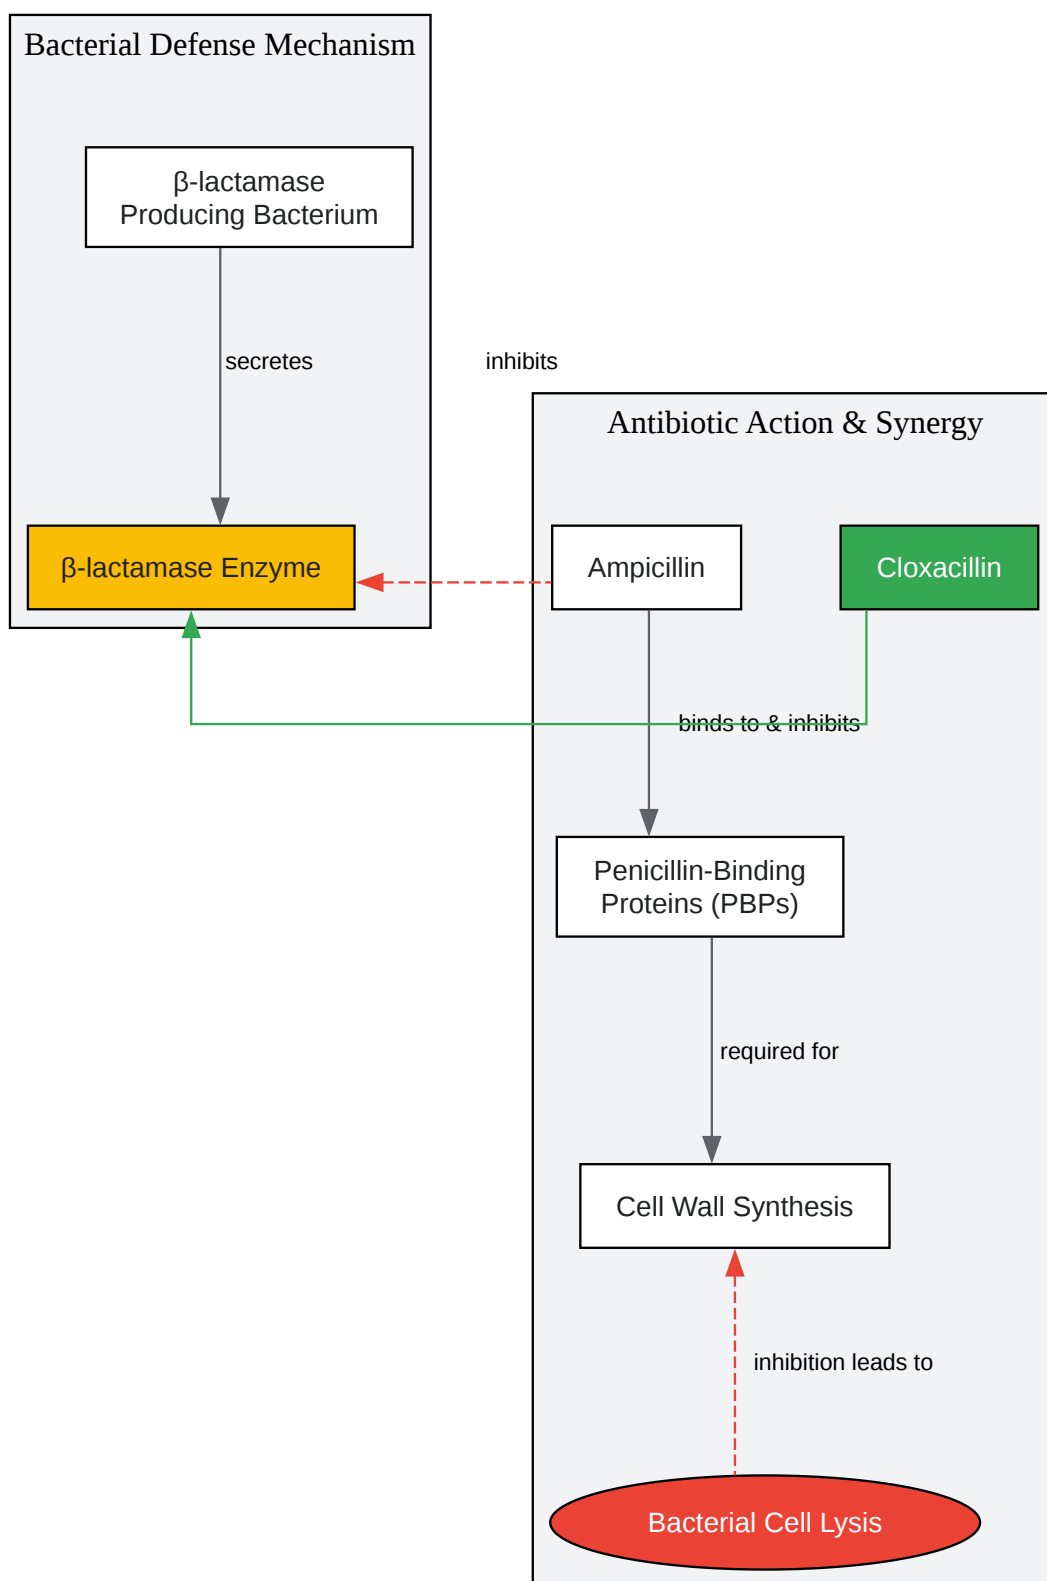 Bacterial Defense Mechanism
β-lactamase
Producing Bacterium
secretes
inhibits
Antibiotic Action & Synergy
β-lactamase Enzyme
Ampicillin
Cloxacillin
binds to & inhibits
Penicillin-Binding
Proteins (PBPs)
required for
Cell Wall Synthesis
inhibition leads to
Bacterial Cell Lysis